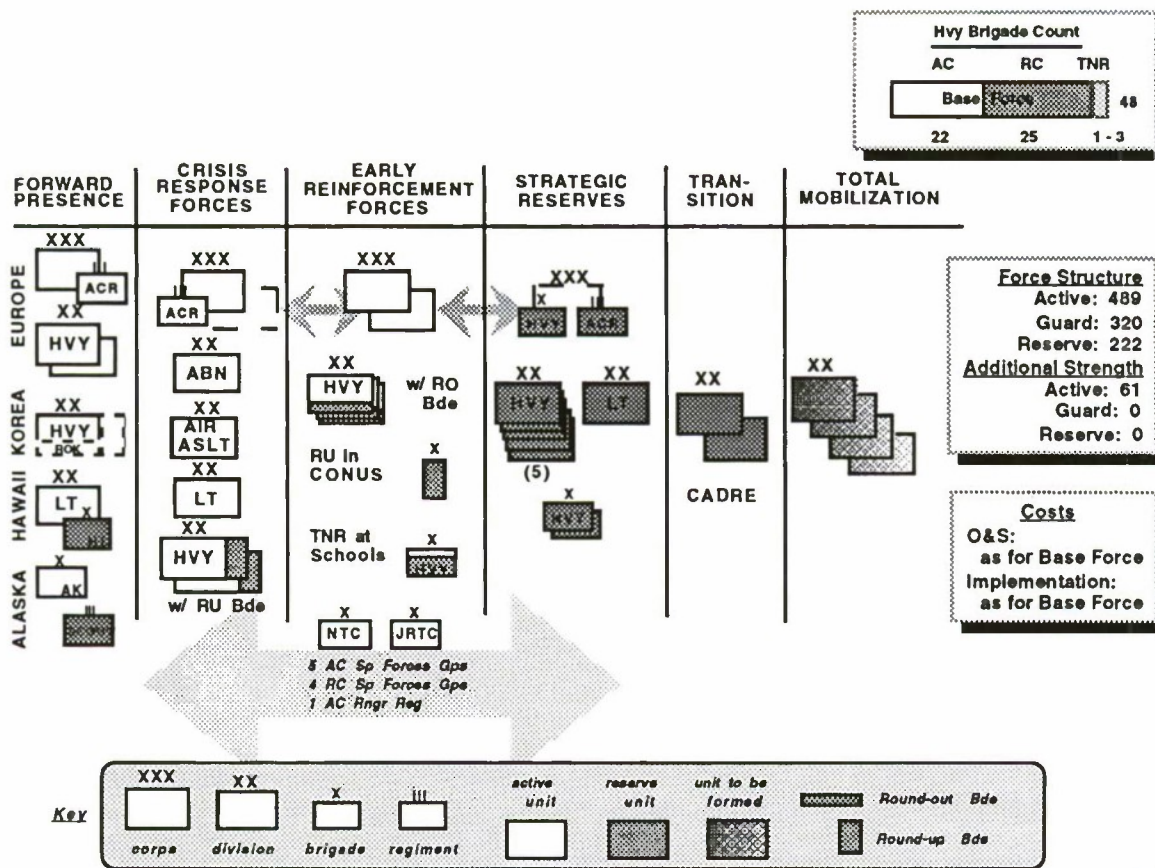 Hvy Brigade Count
AC RC TNR
Base Force 48
22 25 1 - 3
FORWARD
PRESENCE
CRISIS
RESPONSE
FORCES
EARLY
REINFORCEMENT
FORCES
STRATEGIC
RESERVES
TRAN-
SITION
TOTAL
MOBILIZATION
EUROPE
XXX
ACR
XX
HVY
KOREA
XX
HVY
ROK
HAWAII
XX
LT
X
ALASKA
X
AK
III
XXX
ACR
XX
ABN
XX
AIR
ASLT
XX
LT
XX
HVY
w/ RU Bde
XXX
XX
HVY
w/ RO
Bde
RU in
CONUS
X
TNR at
Schools
X
HVY
X
NTC
X
JRTC
5 AC Sp Forces Gps
4 RC Sp Forces Gps
1 AC Rngr Reg
XXX
X
HVY
ACR
XX
HVY
(5)
XX
LT
X
HVY
XX
CADRE
XX
Force Structure
Active: 489
Guard: 320
Reserve: 222
Additional Strength
Active: 61
Guard: 0
Reserve: 0
Costs
O&S:
as for Base Force
Implementation:
as for Base Force
Key
XXX
corps
XX
division
X
brigade
III
regiment
active
unit
reserve
unit
unit to be
formed
Round-out Bde
Round-up Bde